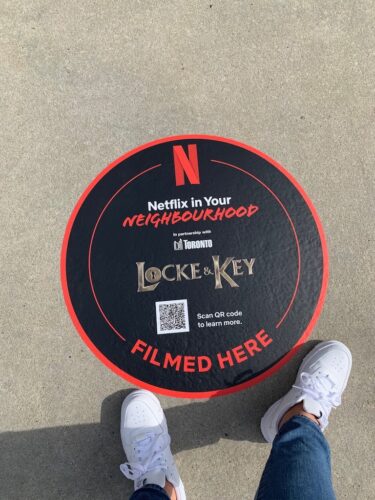 N
Netflix in Your
NEIGHBOURHOOD
In partnership with
TORONTO
LOCKE & KEY
Scan QR code
to learn more.
FILMED HERE